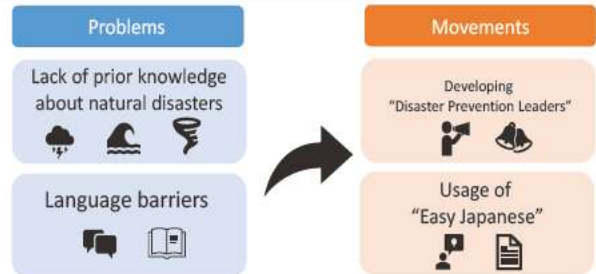 Problems
Lack of prior knowledge
about natural disasters
Language barriers
Movements
Developing
“Disaster Prevention Leaders”
Usage of
“Easy Japanese”